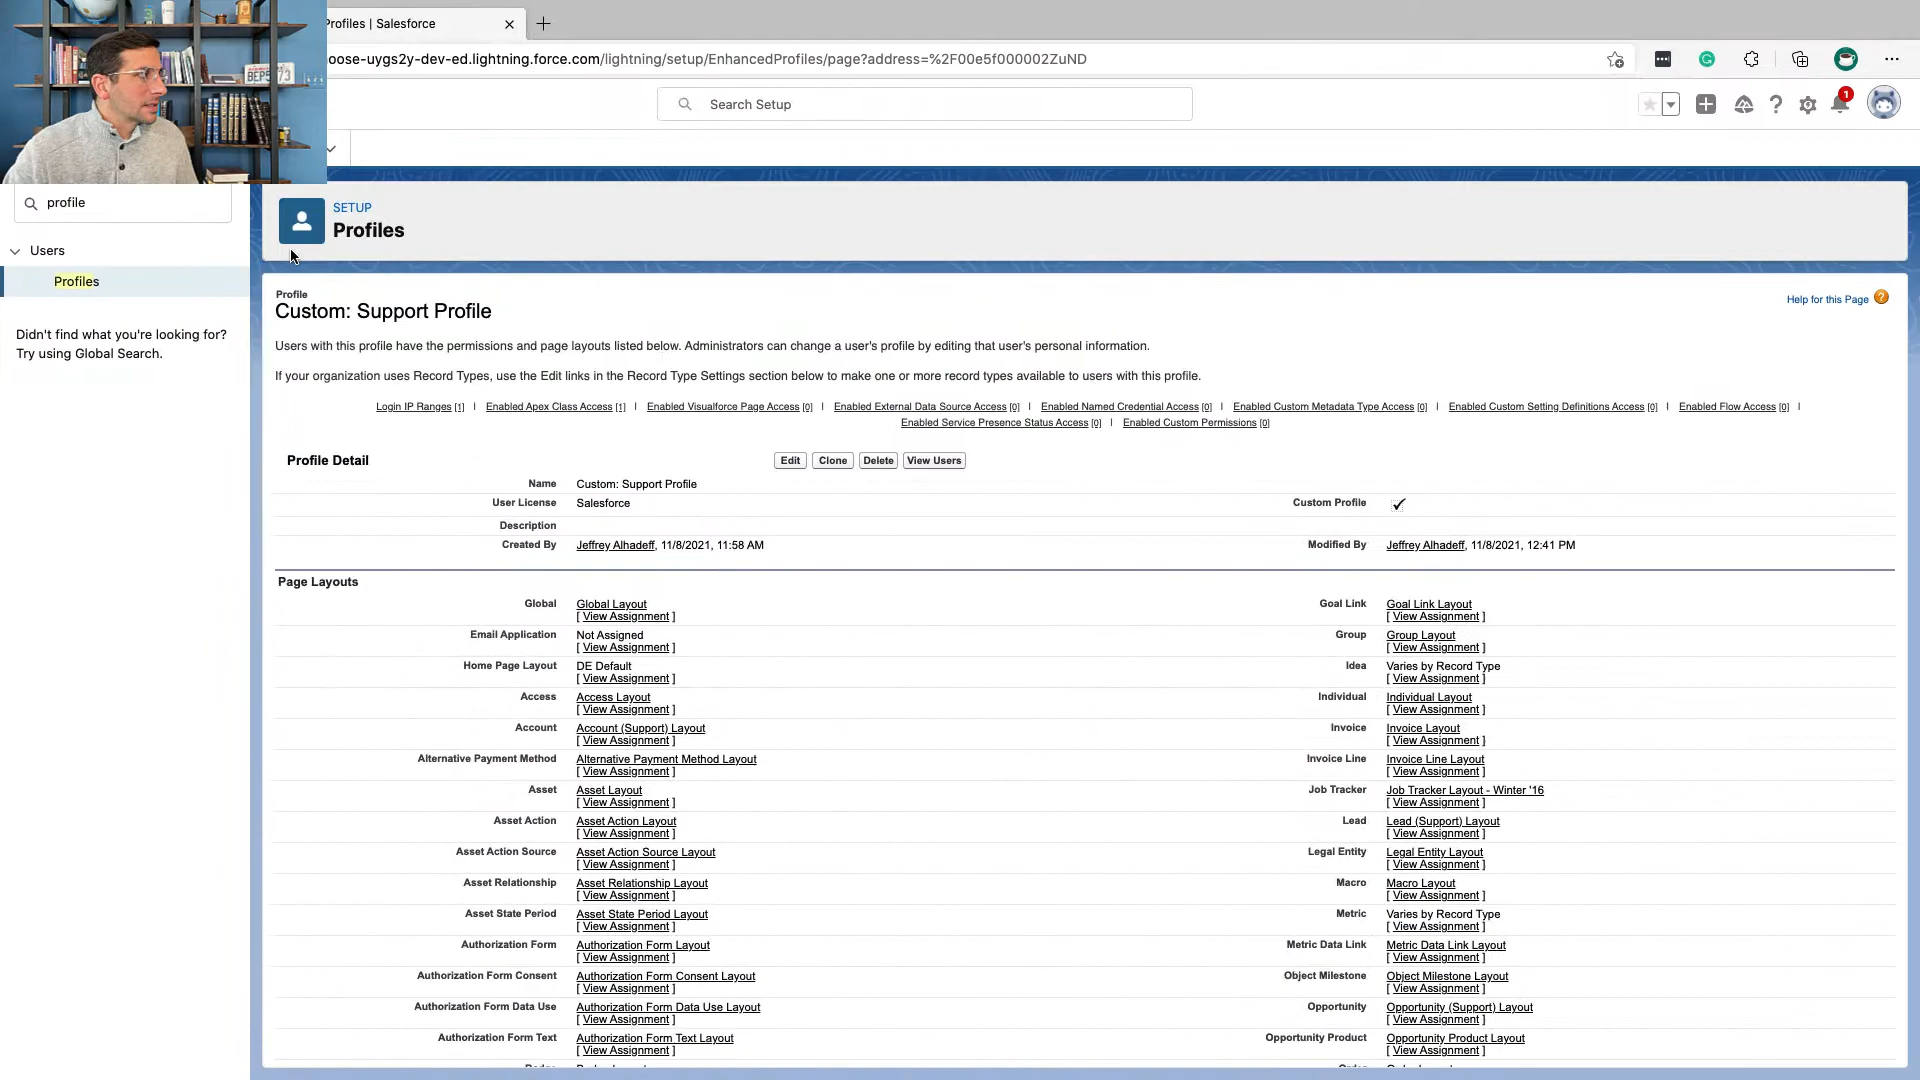 Profiles | Salesforce
oose-uygs2y-dev-ed.lightning.force.com/lightning/setup/EnhancedProfiles/page?address=%2F00e5f000002ZuND
Search Setup
1
profile
Users
Profiles
Didn't find what you're looking for?
Try using Global Search.
SETUP
Profiles
Profile
Custom: Support Profile
Help for this Page
Users with this profile have the permissions and page layouts listed below. Administrators can change a user's profile by editing that user's personal information.
If your organization uses Record Types, use the Edit links in the Record Type Settings section below to make one or more record types available to users with this profile.
Login IP Ranges [1] | Enabled Apex Class Access [1] | Enabled Visualforce Page Access [0] | Enabled External Data Source Access [0] | Enabled Named Credential Access [0] | Enabled Custom Metadata Type Access [0] | Enabled Custom Setting Definitions Access [0] | Enabled Flow Access [0] |
Enabled Service Presence Status Access [0] | Enabled Custom Permissions [0]
Profile Detail Edit Clone Delete View Users
Name Custom: Support Profile
User License Salesforce Custom Profile
Description
Created By Jeffrey Alhadeff, 11/8/2021, 11:58 AM Modified By Jeffrey Alhadeff, 11/8/2021, 12:41 PM
Page Layouts
Global Global Layout Goal Link Goal Link Layout
[ View Assignment ] [ View Assignment ]
Email Application Not Assigned Group Group Layout
[ View Assignment ] [ View Assignment ]
Home Page Layout DE Default Idea Varies by Record Type
[ View Assignment ] [ View Assignment ]
Access Access Layout Individual Individual Layout
[ View Assignment ] [ View Assignment ]
Account Account (Support) Layout Invoice Invoice Layout
[ View Assignment ] [ View Assignment ]
Alternative Payment Method Alternative Payment Method Layout Invoice Line Invoice Line Layout
[ View Assignment ] [ View Assignment ]
Asset Asset Layout Job Tracker Job Tracker Layout - Winter '16
[ View Assignment ] [ View Assignment ]
Asset Action Asset Action Layout Lead Lead (Support) Layout
[ View Assignment ] [ View Assignment ]
Asset Action Source Asset Action Source Layout Legal Entity Legal Entity Layout
[ View Assignment ] [ View Assignment ]
Asset Relationship Asset Relationship Layout Macro Macro Layout
[ View Assignment ] [ View Assignment ]
Asset State Period Asset State Period Layout Metric Varies by Record Type
[ View Assignment ] [ View Assignment ]
Authorization Form Authorization Form Layout Metric Data Link Metric Data Link Layout
[ View Assignment ] [ View Assignment ]
Authorization Form Consent Authorization Form Consent Layout Object Milestone Object Milestone Layout
[ View Assignment ] [ View Assignment ]
Authorization Form Data Use Authorization Form Data Use Layout Opportunity Opportunity (Support) Layout
[ View Assignment ] [ View Assignment ]
Authorization Form Text Authorization Form Text Layout Opportunity Product Opportunity Product Layout
[ View Assignment ] [ View Assignment ]